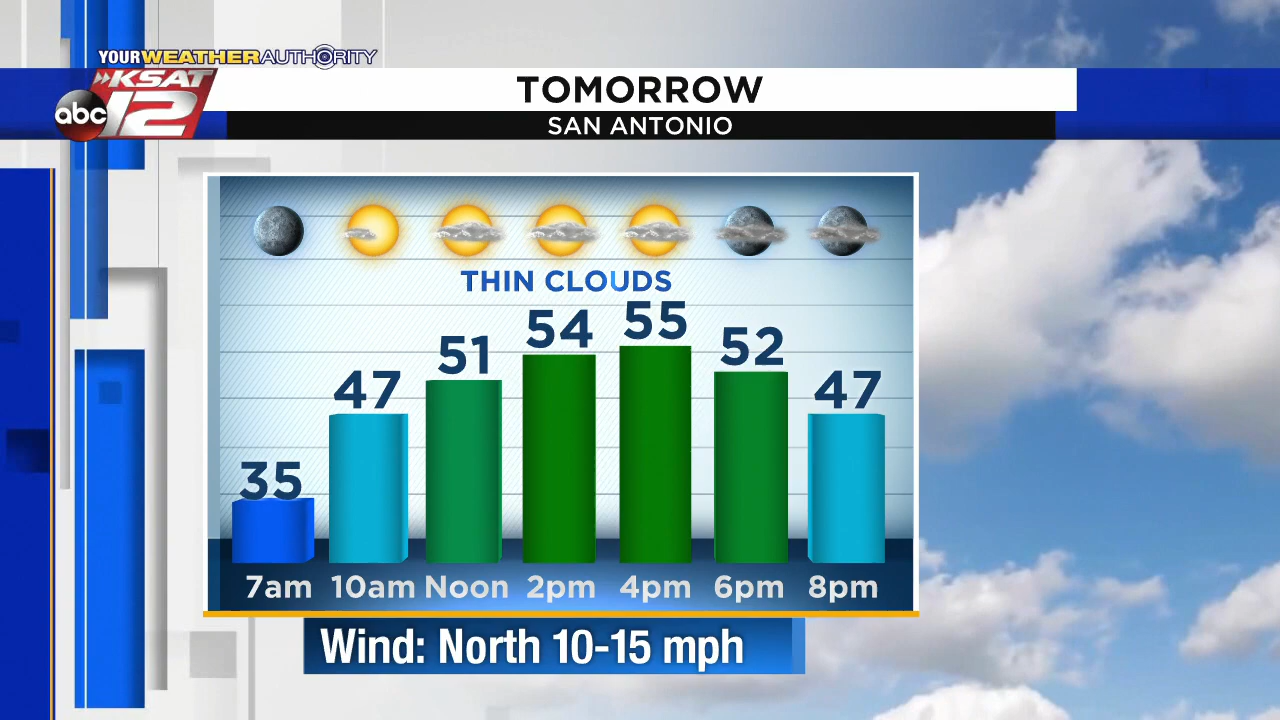 YOURWEATHERAUTHORITY
KSAT
abc 12
TOMORROW
SAN ANTONIO
THIN CLOUDS
35 47 51 54 55 52 47
7am 10am Noon 2pm 4pm 6pm 8pm
Wind: North 10-15 mph